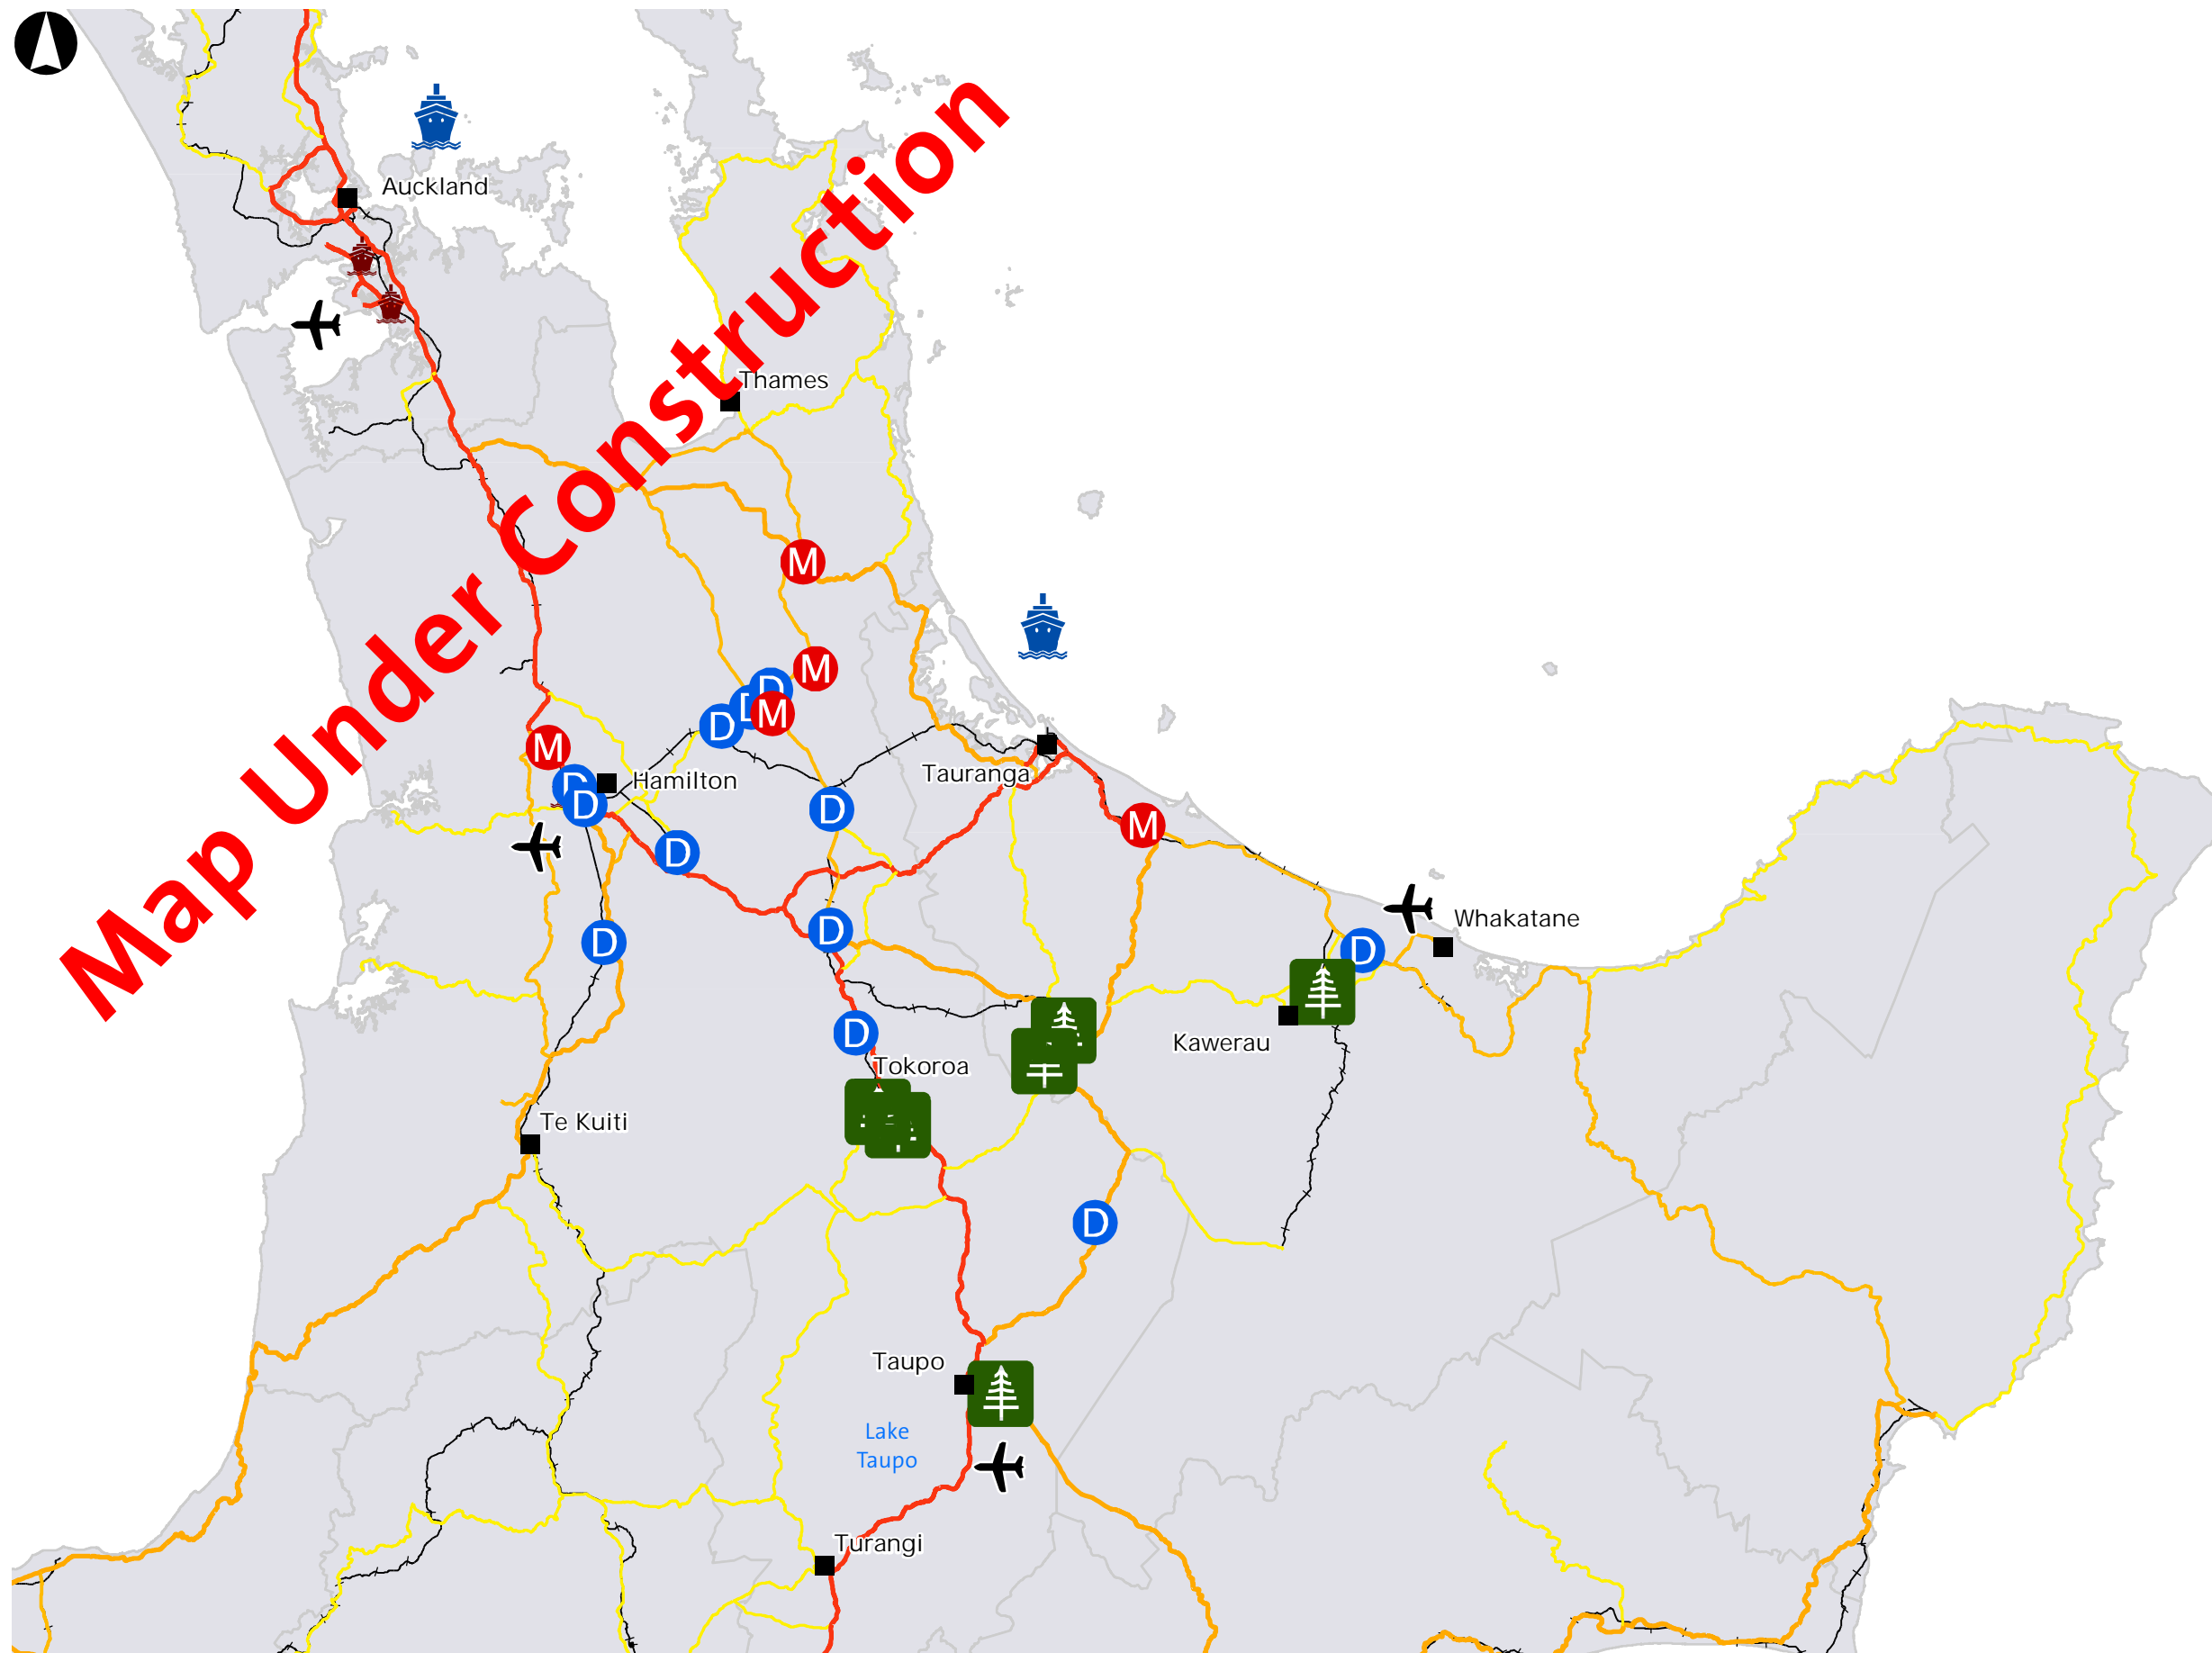 Auckland
Map Under Construction
Thames
M
M
D
D
M
D
M
Tauranga
D
Hamilton
D
D
M
D
D
D
Whakatane
D
D
Kawerau
Tokoroa
Te Kuiti
D
Taupo
Lake
Taupo
Turangi